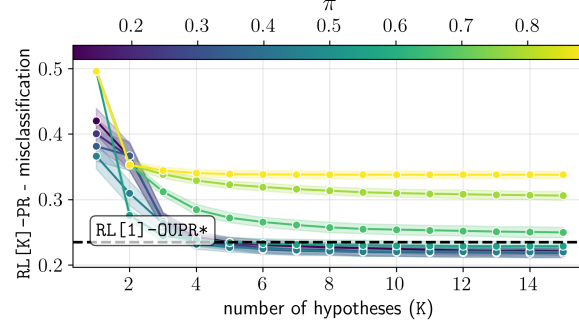 π
0.2 0.3 0.4 0.5 0.6 0.7 0.8
RL[K]-PR - misclassification
0.5
0.4
0.3
0.2
RL[1]-OUPR*
2 4 6 8 10 12 14
number of hypotheses (K)